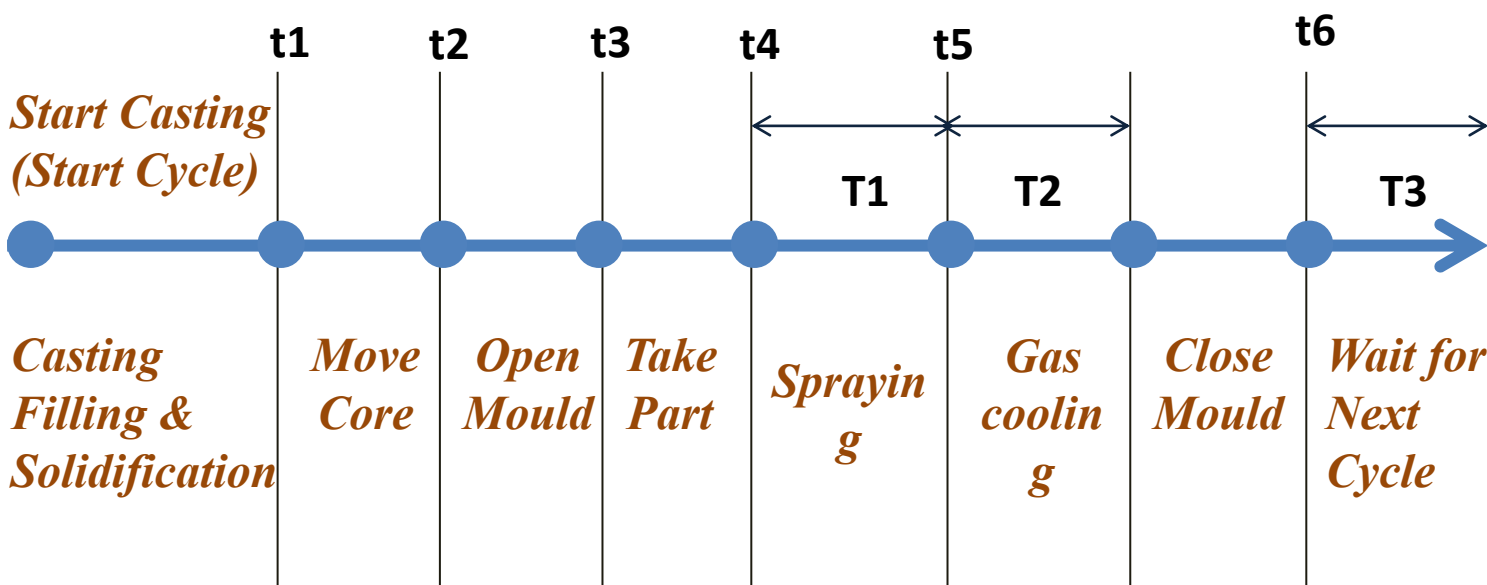 t1
t2
t3
t4
t5
t6
Start Casting
(Start Cycle)
T1
T2
T3
Casting
Filling &
Solidification
Move
Core
Open
Mould
Take
Part
Sprayin
g
Gas
coolin
g
Close
Mould
Wait for
Next
Cycle